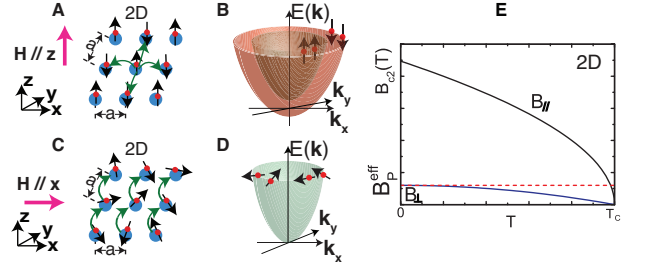 A
2D
H // z
a
z
y
x
a
B
E(k)
k_y
k_x
C
2D
H // x
a
z
y
x
a
D
E(k)
k_y
k_x
E
2D
B_c2(T)
B_//
B_P^eff
B_⊥
0
T
T_c